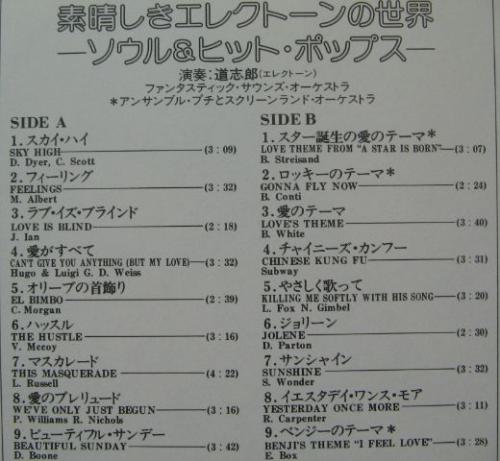 素晴しきエレクトーンの世界
―ソウル&ヒット・ポップス―
演奏:道志郎(エレクトーン)
ファンタスティック・サウンズ・オーケストラ
*アンサンブル・プチとスクリーンランド・オーケストラ
SIDE A
1.スカイ・ハイ
SKY HIGH―(3:09)
D. Dyer, C. Scott
2.フィーリング
FEELINGS―(3:32)
M. Albert
3.ラブ・イズ・ブラインド
LOVE IS BLIND―(2:18)
J. Ian
4.愛がすべて
CAN'T GIVE YOU ANYTHING (BUT MY LOVE)―(3:32)
Hugo & Luigi G. D. Weiss
5.オリーブの首飾り
EL BIMBO―(2:39)
C. Morgan
6.ハッスル
THE HUSTLE―(3:16)
V. Mccoy
7.マスカレード
THIS MASQUERADE―(4:22)
L. Russell
8.愛のプレリュード
WE'VE ONLY JUST BEGUN―(3:16)
P. Williams R. Nichols
9.ビューティフル・サンデー
BEAUTIFUL SUNDAY―(3:42)
D. Boone
SIDE B
1.スター誕生の愛のテーマ*
LOVE THEME FROM "A STAR IS BORN"―(3:07)
B. Streisand
2.ロッキーのテーマ*
GONNA FLY NOW―(2:24)
B. Conti
3.愛のテーマ
LOVE'S THEME―(3:40)
B. White
4.チャイニーズ・カンフー
CHINESE KUNG FU―(3:31)
Subway
5.やさしく歌って
KILLING ME SOFTLY WITH HIS SONG―(3:20)
L. Fox N. Gimbel
6.ジョリーン
JOLENE―(2:30)
D. Parton
7.サンシャイン
SUNSHINE―(3:32)
S. Wonder
8.イエスタデイ・ワンス・モア
YESTERDAY ONCE MORE―(3:11)
R. Carpenter
9.ベンジーのテーマ*
BENJI'S THEME "I FEEL LOVE"―(3:28)
E. Box